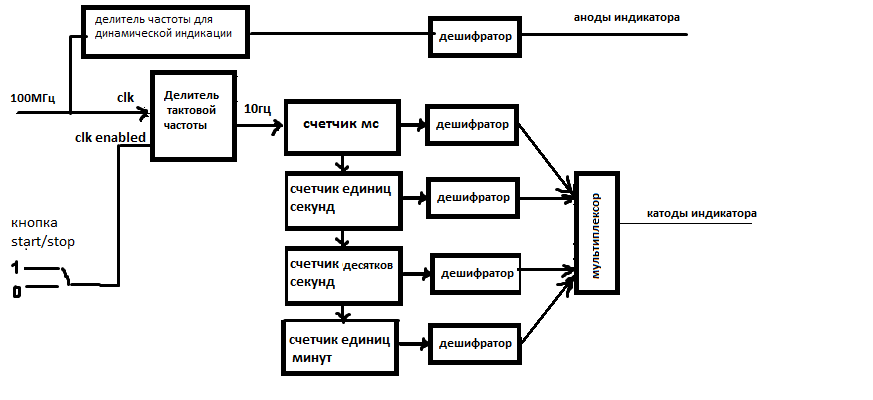 делитель частоты для
динамической индикации
дешифратор
аноды индикатора
100МГц
clk
Делитель
тактовой
частоты
10гц
clk enabled
счетчик мс
дешифратор
счетчик единиц
секунд
дешифратор
мультиплексор
катоды индикатора
кнопка
start/stop
1
0
счетчик десятков
секунд
дешифратор
счетчик единиц
минут
дешифратор